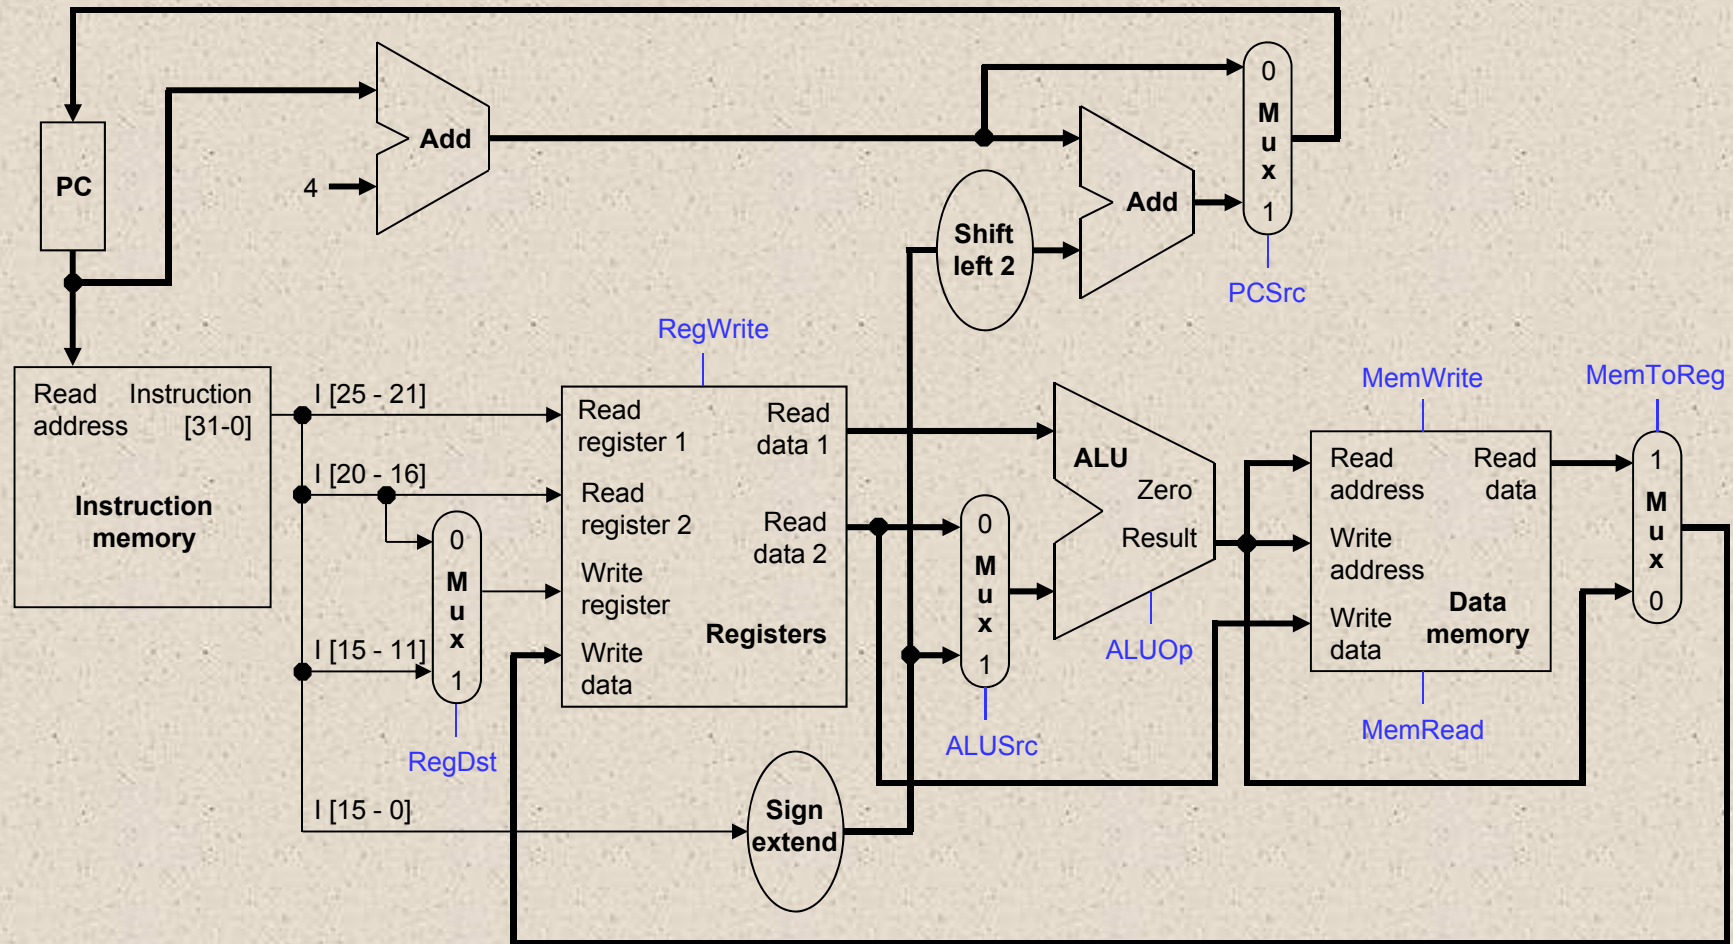 PC
Add
4
Shift
left 2
Add
0
M
u
x
1
PCSrc
Read
address
Instruction
[31-0]
Instruction
memory
I [25 - 21]
I [20 - 16]
I [15 - 11]
I [15 - 0]
0
M
u
x
1
RegDst
RegWrite
Read
register 1
Read
register 2
Write
register
Write
data
Read
data 1
Read
data 2
Registers
Sign
extend
0
M
u
x
1
ALUSrc
ALU
Zero
Result
ALUOp
MemWrite
Read
address
Write
address
Write
data
Read
data
Data
memory
MemRead
MemToReg
1
M
u
x
0